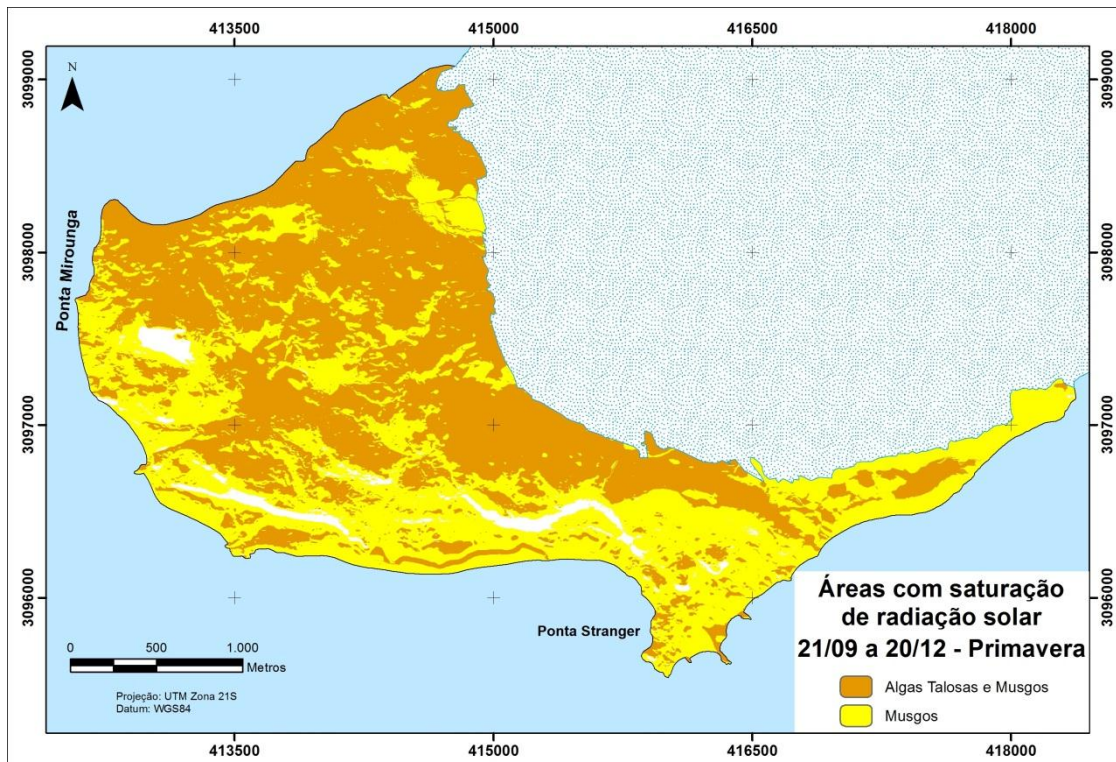 413500 415000 416500 418000
3099000 3099000
N
3098000 3098000
Ponta Mirounga
3097000 3097000
3096000 3096000
Ponta Stranger
Áreas com saturação
de radiação solar
21/09 a 20/12 - Primavera
Algas Talosas e Musgos
Musgos
0 500 1.000
Metros
Projeção: UTM Zona 21S
Datum: WGS84
413500 415000 416500 418000